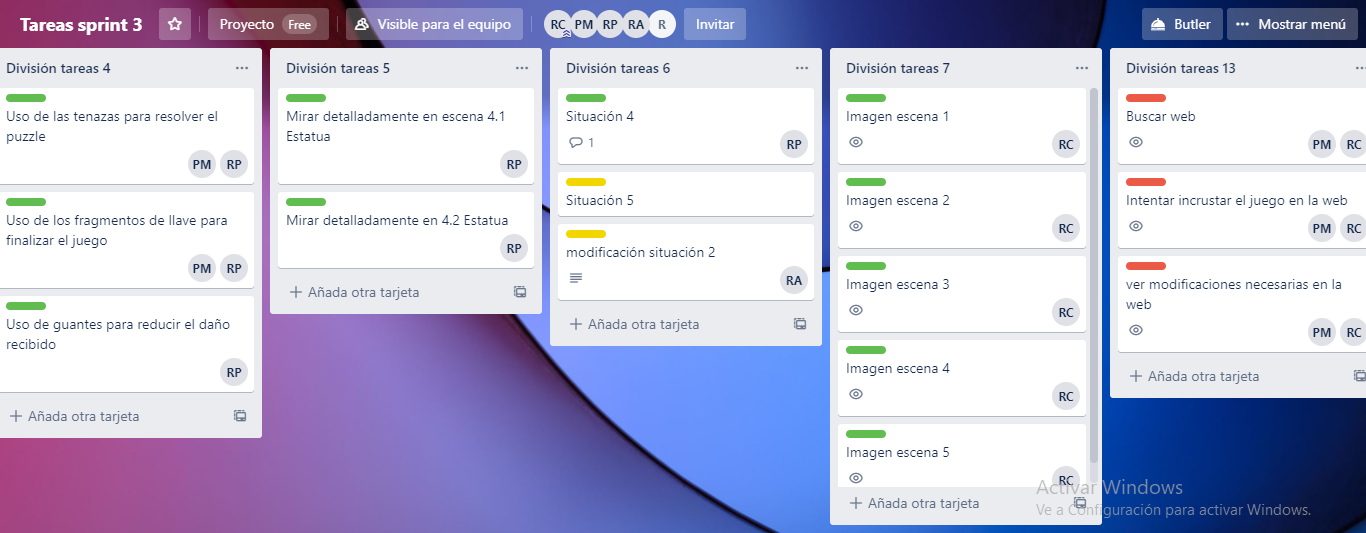 Tareas sprint 3
Proyecto Free
Visible para el equipo
RC PM RP RA R
Invitar
Butler
Mostrar menú
División tareas 4
Uso de las tenazas para resolver el
puzzle
PM RP
Uso de los fragmentos de llave para
finalizar el juego
PM RP
Uso de guantes para reducir el daño
recibido
RP
Añada otra tarjeta
División tareas 5
Mirar detalladamente en escena 4.1
Estatua
RP
Mirar detalladamente en 4.2 Estatua
RP
Añada otra tarjeta
División tareas 6
Situación 4
1 RP
Situación 5
modificación situación 2
RA
Añada otra tarjeta
División tareas 7
Imagen escena 1
RC
Imagen escena 2
RC
Imagen escena 3
RC
Imagen escena 4
RC
Imagen escena 5
RC
Añada otra tarjeta
División tareas 13
Buscar web
PM RC
Intentar incrustar el juego en la web
PM RC
ver modificaciones necesarias en la
web
PM RC
Añada otra tarjeta
Activar Windows
Ve a Configuración para activar Windows.